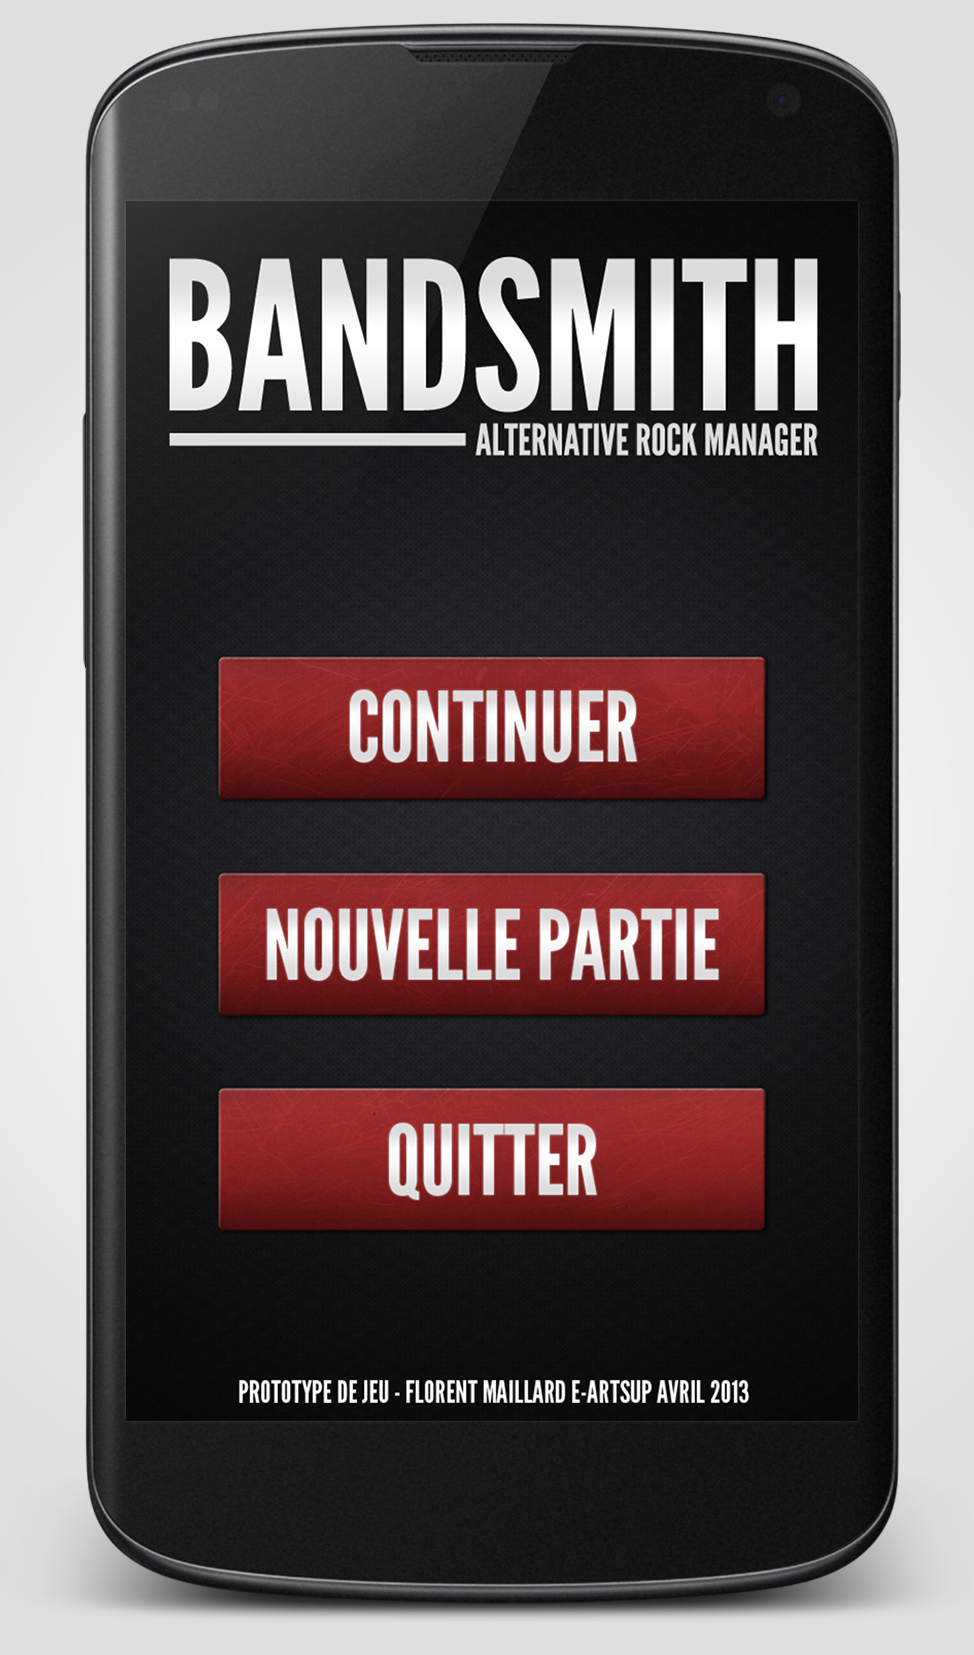 BANDSMITH
ALTERNATIVE ROCK MANAGER
CONTINUER
NOUVELLE PARTIE
QUITTER
PROTOTYPE DE JEU - FLORENT MAILLARD E-ARTSUP AVRIL 2013